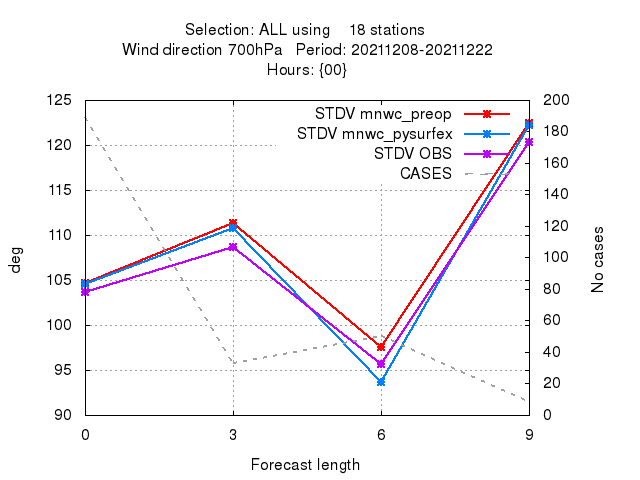 Selection: ALL using    18 stations
Wind direction 700hPa   Period: 20211208-20211222
Hours: {00}
STDV mnwc_preop
STDV mnwc_pysurfex
STDV OBS
CASES
125
120
115
110
105
100
95
90
200
180
160
140
120
100
80
60
40
20
0
deg
No cases
0 3 6 9
Forecast length